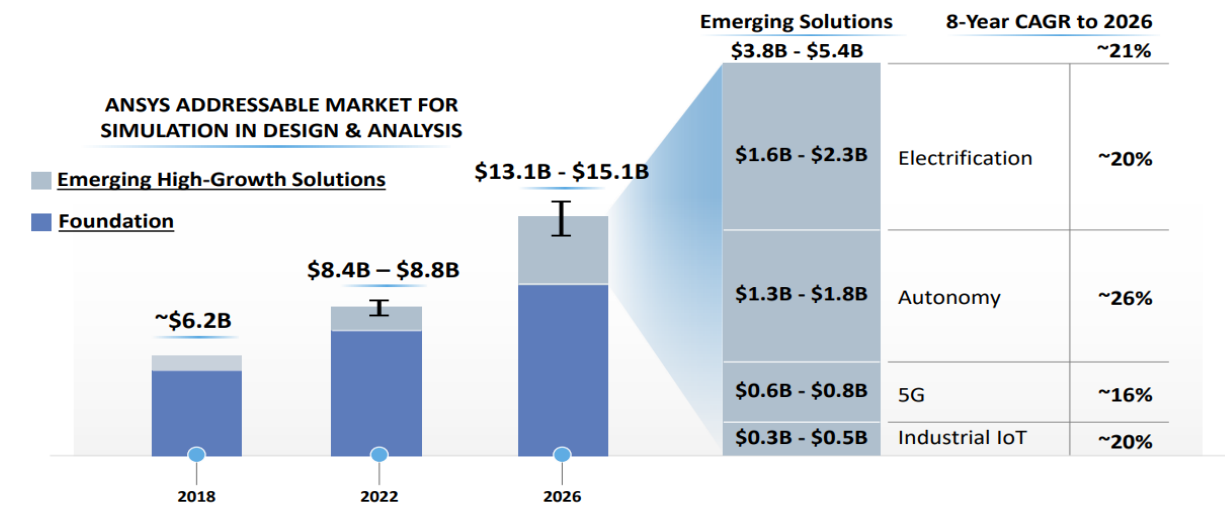 Emerging Solutions 8-Year CAGR to 2026
$3.8B - $5.4B ~21%
ANSYS ADDRESSABLE MARKET FOR
SIMULATION IN DESIGN & ANALYSIS
Emerging High-Growth Solutions
Foundation
~$6.2B
$8.4B – $8.8B
$13.1B - $15.1B
$1.6B - $2.3B Electrification ~20%
$1.3B - $1.8B Autonomy ~26%
$0.6B - $0.8B 5G ~16%
$0.3B - $0.5B Industrial IoT ~20%
2018 2022 2026